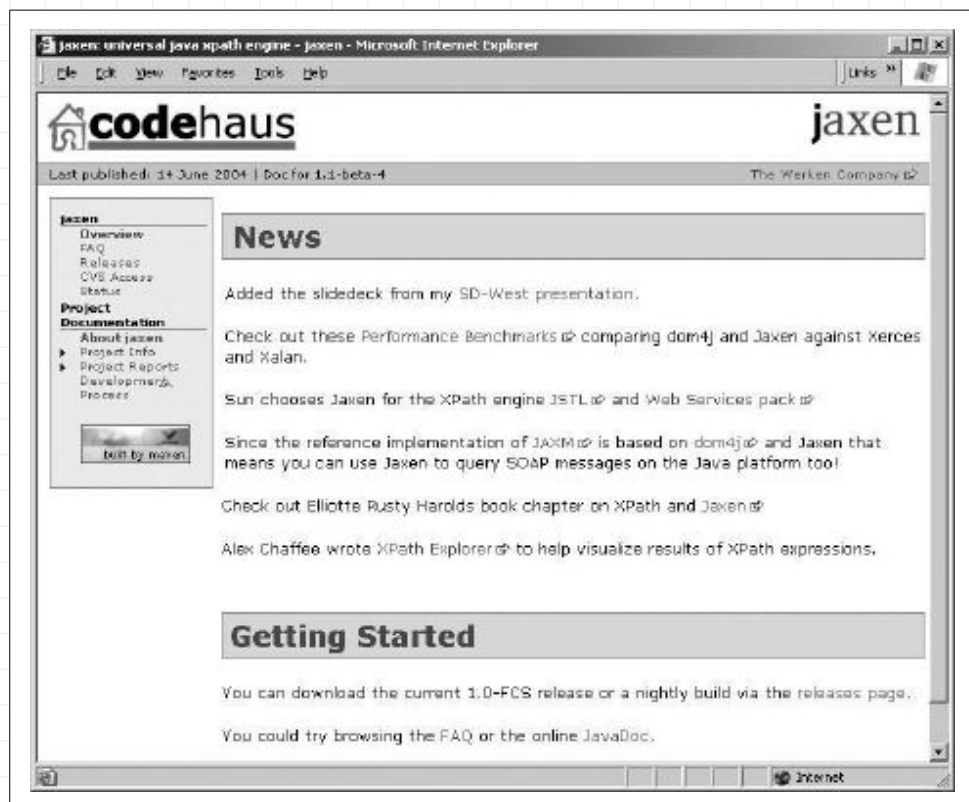 jaxen: universal java xpath engine - jaxen - Microsoft Internet Explorer
File Edit View Favorites Tools Help
Links »
codehaus
jaxen
Last published: 14 June 2004 | Doc for 1.1-beta-4
The Werken Company
jaxen
Overview
FAQ
Releases
CVS Access
Status
Project
Documentation
About jaxen
Project Info
Project Reports
Development
Process
built by maven
News
Added the slidedeck from my SD-West presentation.
Check out these Performance Benchmarks comparing dom4j and Jaxen against Xerces
and Xalan.
Sun chooses Jaxen for the XPath engine JSTL and Web Services pack
Since the reference implementation of JAXM is based on dom4j and Jaxen that
means you can use Jaxen to query SOAP messages on the Java platform too!
Check out Elliotte Rusty Harolds book chapter on XPath and Jaxen
Alex Chaffee wrote XPath Explorer to help visualize results of XPath expressions.
Getting Started
You can download the current 1.0-FCS release or a nightly build via the releases page.
You could try browsing the FAQ or the online JavaDoc.
Internet